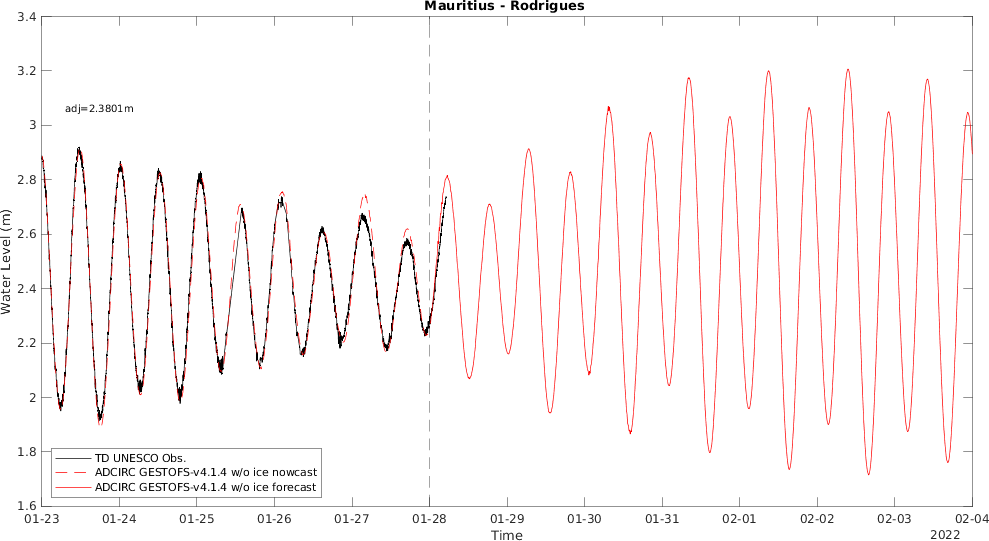 Mauritius - Rodrigues
3.4
3.2
3
2.8
2.6
2.4
2.2
2
1.8
1.6
Water Level (m)
adj=2.3801m
TD UNESCO Obs.
ADCIRC GESTOFS-v4.1.4 w/o ice nowcast
ADCIRC GESTOFS-v4.1.4 w/o ice forecast
01-23 01-24 01-25 01-26 01-27 01-28 01-29 01-30 01-31 02-01 02-02 02-03 02-04
Time
2022